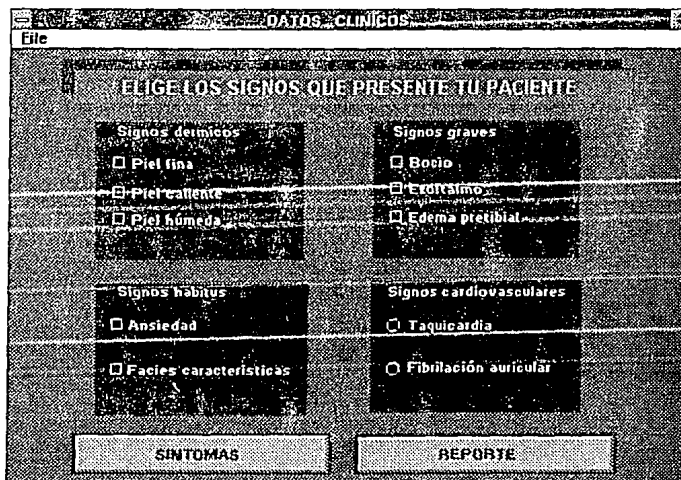 DATOS_CLINICOS
File
ELIGE LOS SIGNOS QUE PRESENTE TU PACIENTE
Signos dermicos
Piel fina
Piel caliente
Piel húmeda
Signos graves
Bocio
Exoftalmo
Edema pretibial
Signos habitus
Ansiedad
Facies caracteristicas
Signos cardiovasculares
Taquicardia
Fibrilación auricular
SINTOMAS
REPORTE